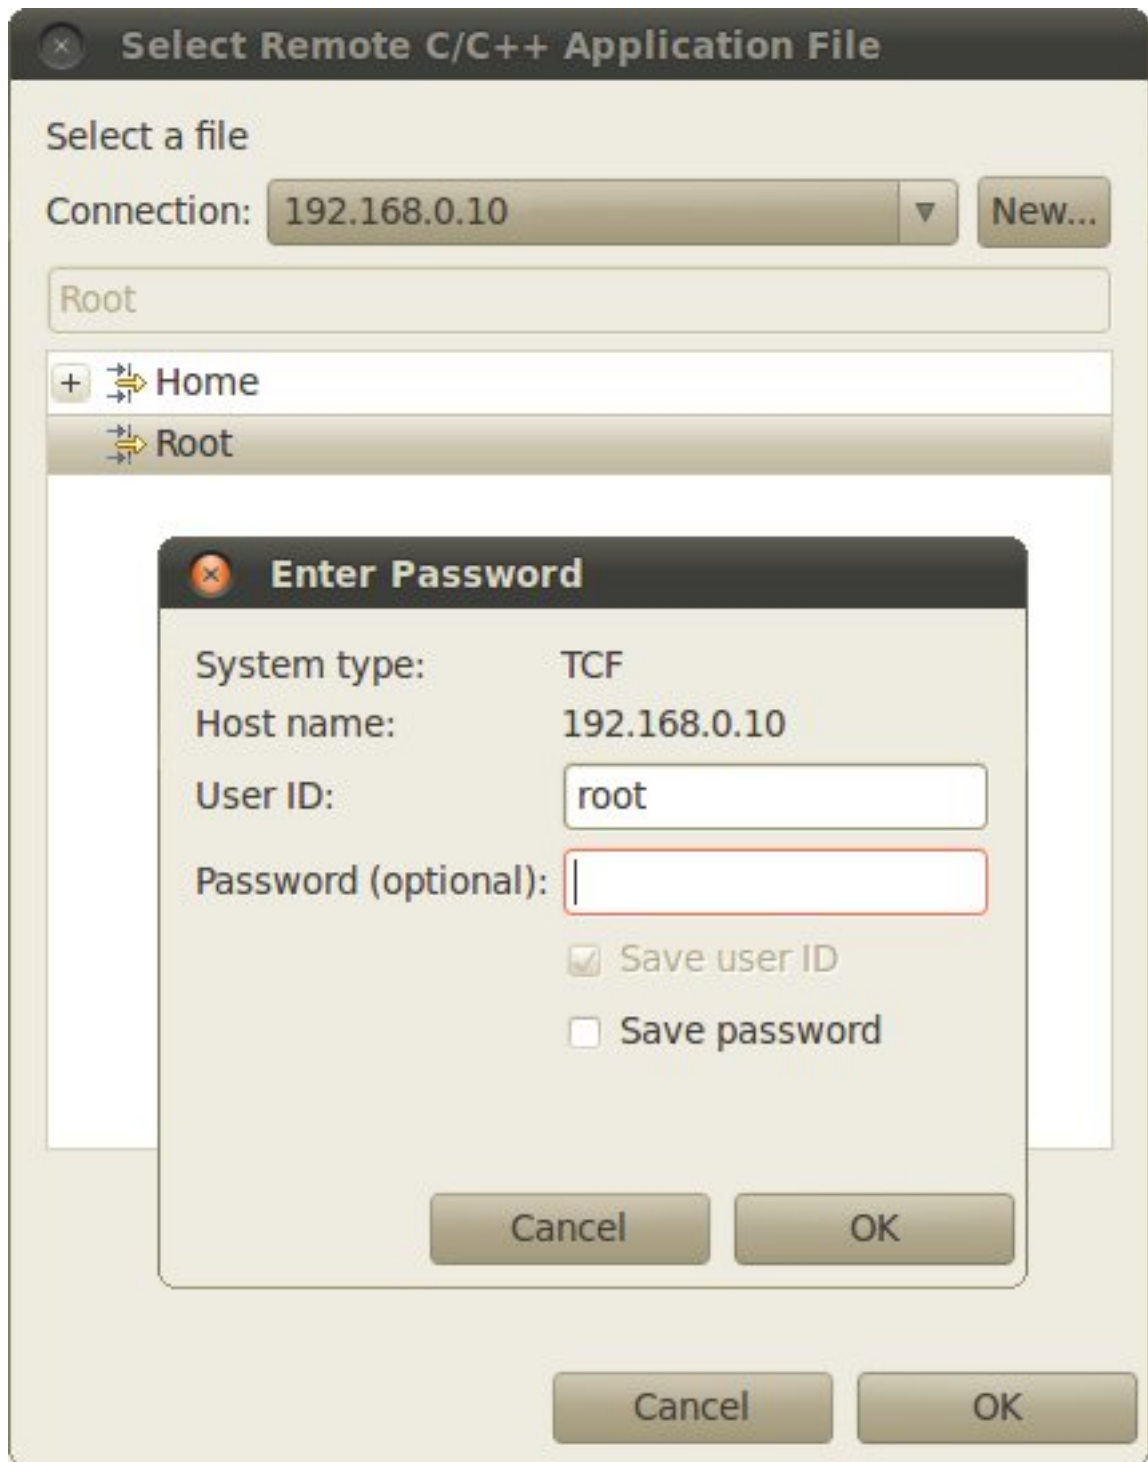 Select Remote C/C++ Application File
Select a file
Connection: 192.168.0.10 New...
Root
Home
Root
Enter Password
System type: TCF
Host name: 192.168.0.10
User ID: root
Password (optional):
Save user ID
Save password
Cancel OK
Cancel OK